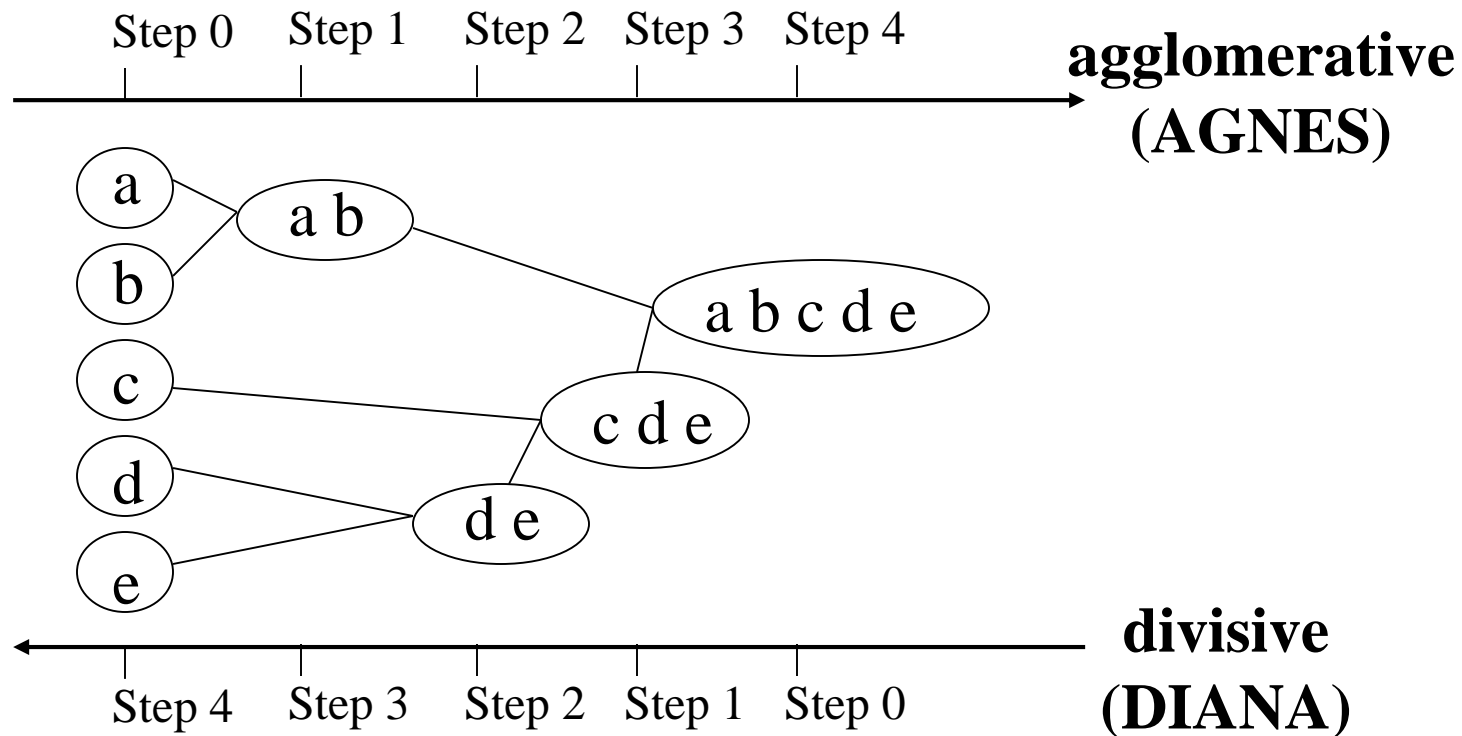 Step 0 Step 1 Step 2 Step 3 Step 4
agglomerative
(AGNES)
a
a b
b
a b c d e
c
c d e
d
d e
e
divisive
(DIANA)
Step 4 Step 3 Step 2 Step 1 Step 0